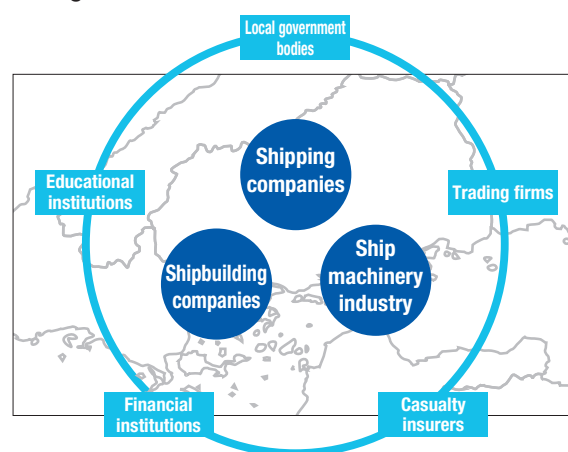 Local government
bodies
Shipping
companies
Educational
institutions
Trading firms
Shipbuilding
companies
Ship
machinery
industry
Financial
institutions
Casualty
insurers